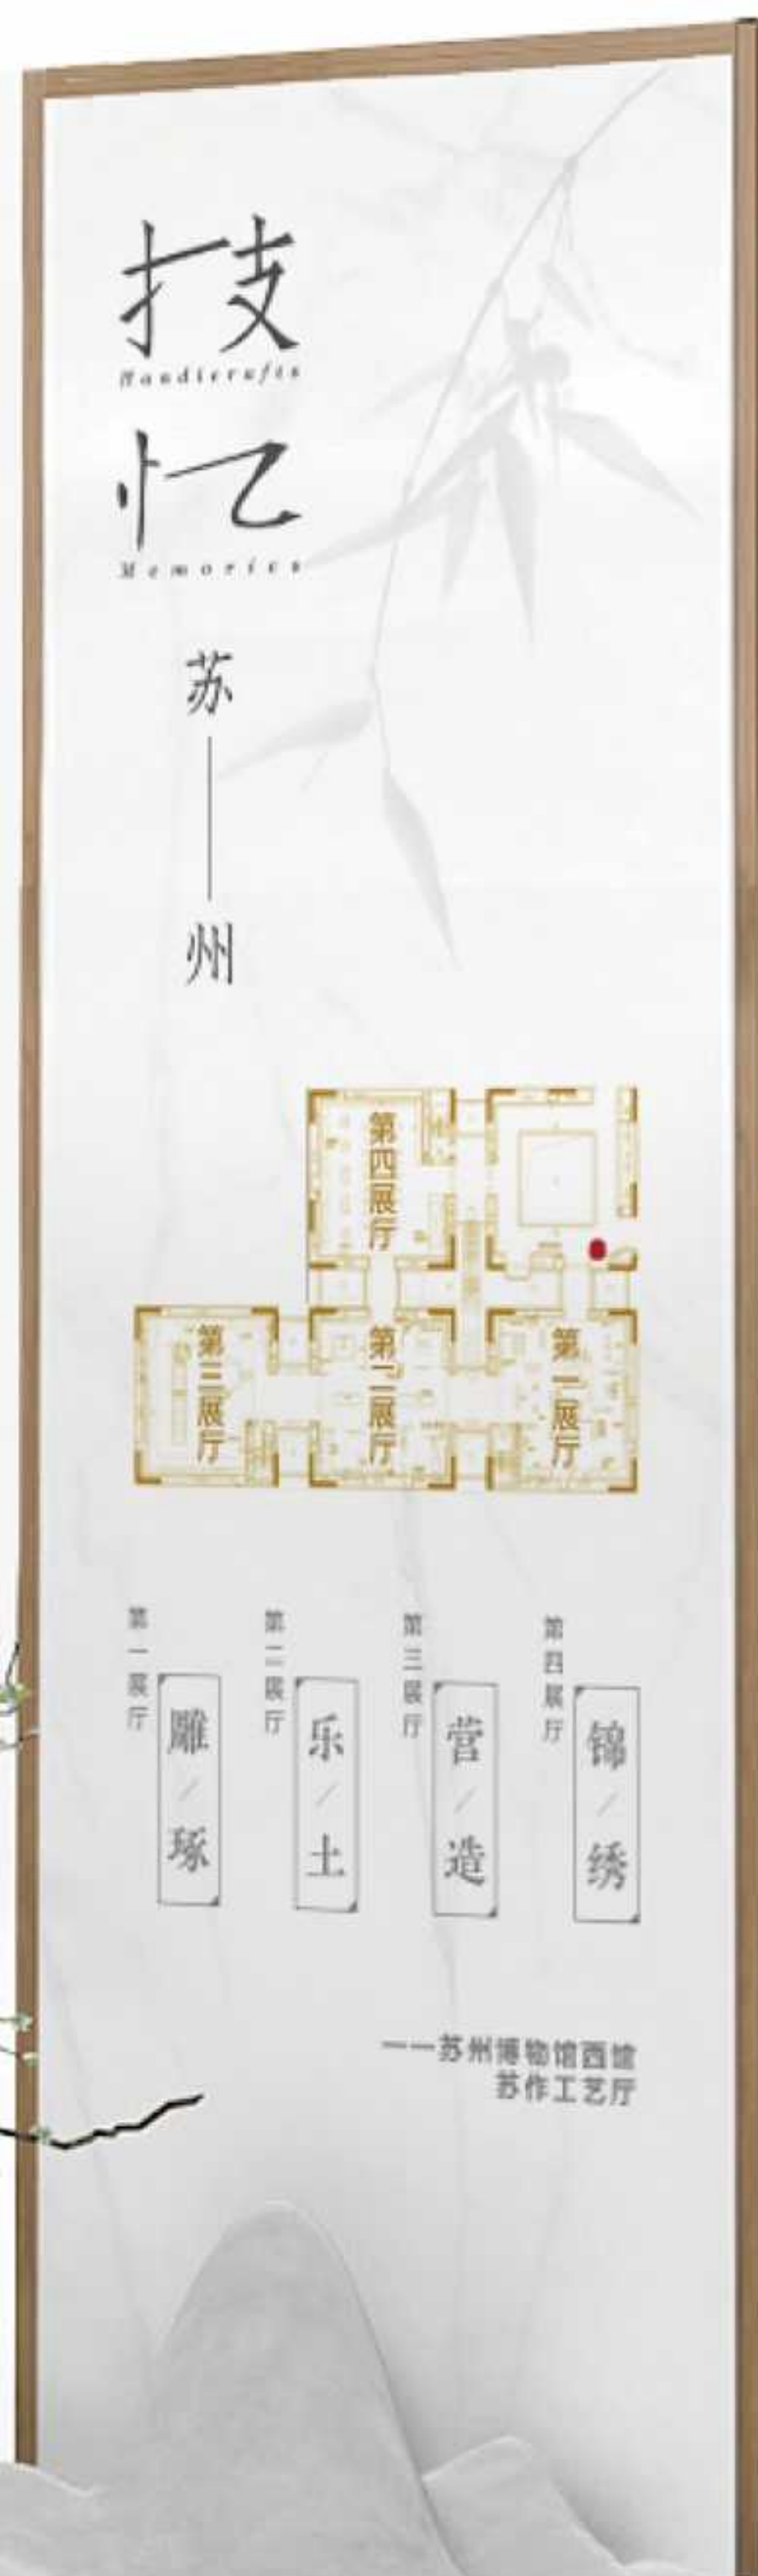 技
Handicrafts
忆
Memories
苏——州
第四展厅
第三展厅
第二展厅
第一展厅
第一展厅
雕/琢
第二展厅
乐/土
第三展厅
营/造
第四展厅
锦/绣
——苏州博物馆西馆
苏作工艺厅